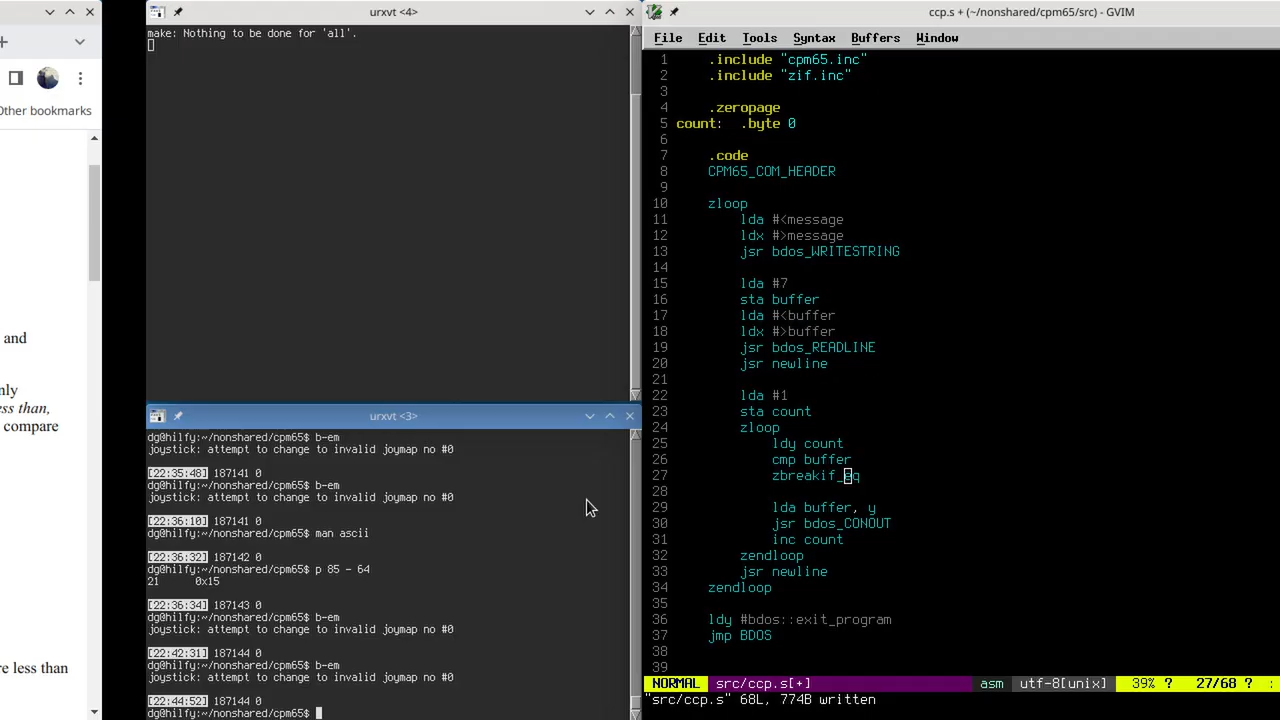 Other bookmarks
and
nly
ess than,
compare
re less than
urxvt <4>
make: Nothing to be done for 'all'.
urxvt <3>
dg@hilfy:~/nonshared/cpm65$ b-em
joystick: attempt to change to invalid joymap no #0
[22:35:48] 187141 0
dg@hilfy:~/nonshared/cpm65$ b-em
joystick: attempt to change to invalid joymap no #0
[22:36:10] 187141 0
dg@hilfy:~/nonshared/cpm65$ man ascii
[22:36:32] 187142 0
dg@hilfy:~/nonshared/cpm65$ p 85 - 64
21 0x15
[22:36:34] 187143 0
dg@hilfy:~/nonshared/cpm65$ b-em
joystick: attempt to change to invalid joymap no #0
[22:42:31] 187144 0
dg@hilfy:~/nonshared/cpm65$ b-em
joystick: attempt to change to invalid joymap no #0
[22:44:52] 187144 0
dg@hilfy:~/nonshared/cpm65$
ccp.s + (~/nonshared/cpm65/src) - GVIM
File Edit Tools Syntax Buffers Window
1 .include "cpm65.inc"
2 .include "zif.inc"
3
4 .zeropage
5 count: .byte 0
6
7 .code
8 CPM65_COM_HEADER
9
10 zloop
11 lda #<message
12 ldx #>message
13 jsr bdos_WRITESTRING
14
15 lda #7
16 sta buffer
17 lda #<buffer
18 ldx #>buffer
19 jsr bdos_READLINE
20 jsr newline
21
22 lda #1
23 sta count
24 zloop
25 ldy count
26 cmp buffer
27 zbreakif_eq
28
29 lda buffer, y
30 jsr bdos_CONOUT
31 inc count
32 zendloop
33 jsr newline
34 zendloop
35
36 ldy #bdos::exit_program
37 jmp BDOS
38
39
NORMAL src/ccp.s[+] asm utf-8[unix] 39% ? 27/68 ? :
"src/ccp.s" 68L, 774B written